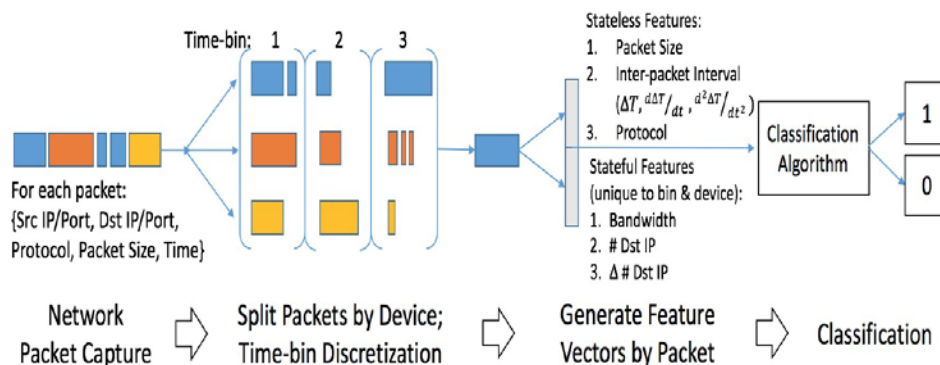 Time-bin: 1 2 3
For each packet:
{Src IP/Port, Dst IP/Port,
Protocol, Packet Size, Time}
Stateless Features:
1. Packet Size
2. Inter-packet Interval
(ΔT, dΔT/dt, d²ΔT/dt²)
3. Protocol
Stateful Features
(unique to bin & device):
1. Bandwidth
2. # Dst IP
3. Δ # Dst IP
Classification
Algorithm
1
0
Network
Packet Capture
Split Packets by Device;
Time-bin Discretization
Generate Feature
Vectors by Packet
Classification